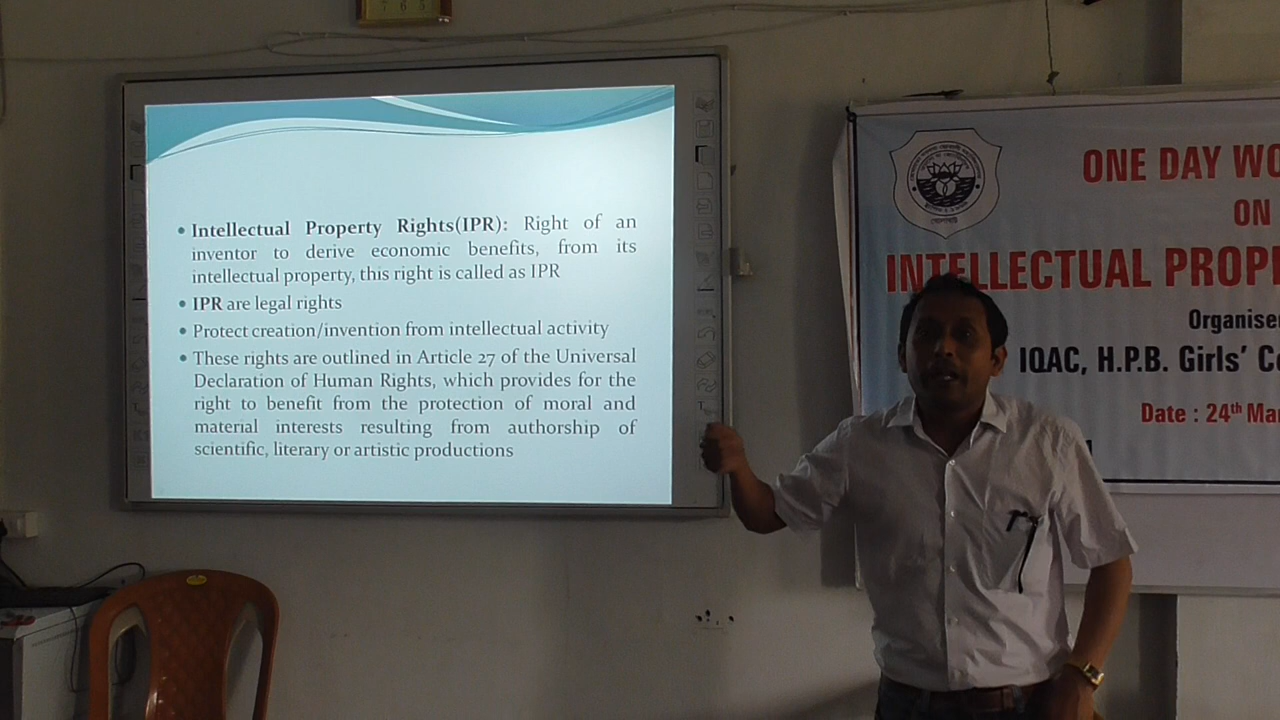 Intellectual Property Rights(IPR): Right of an
inventor to derive economic benefits, from its
intellectual property, this right is called as IPR
IPR are legal rights
Protect creation/invention from intellectual activity
These rights are outlined in Article 27 of the Universal
Declaration of Human Rights, which provides for the
right to benefit from the protection of moral and
material interests resulting from authorship of
scientific, literary or artistic productions
ONE DAY WO
ON
INTELLECTUAL PROPE
Organise
IQAC, H.P.B. Girls' Co
Date : 24th Ma